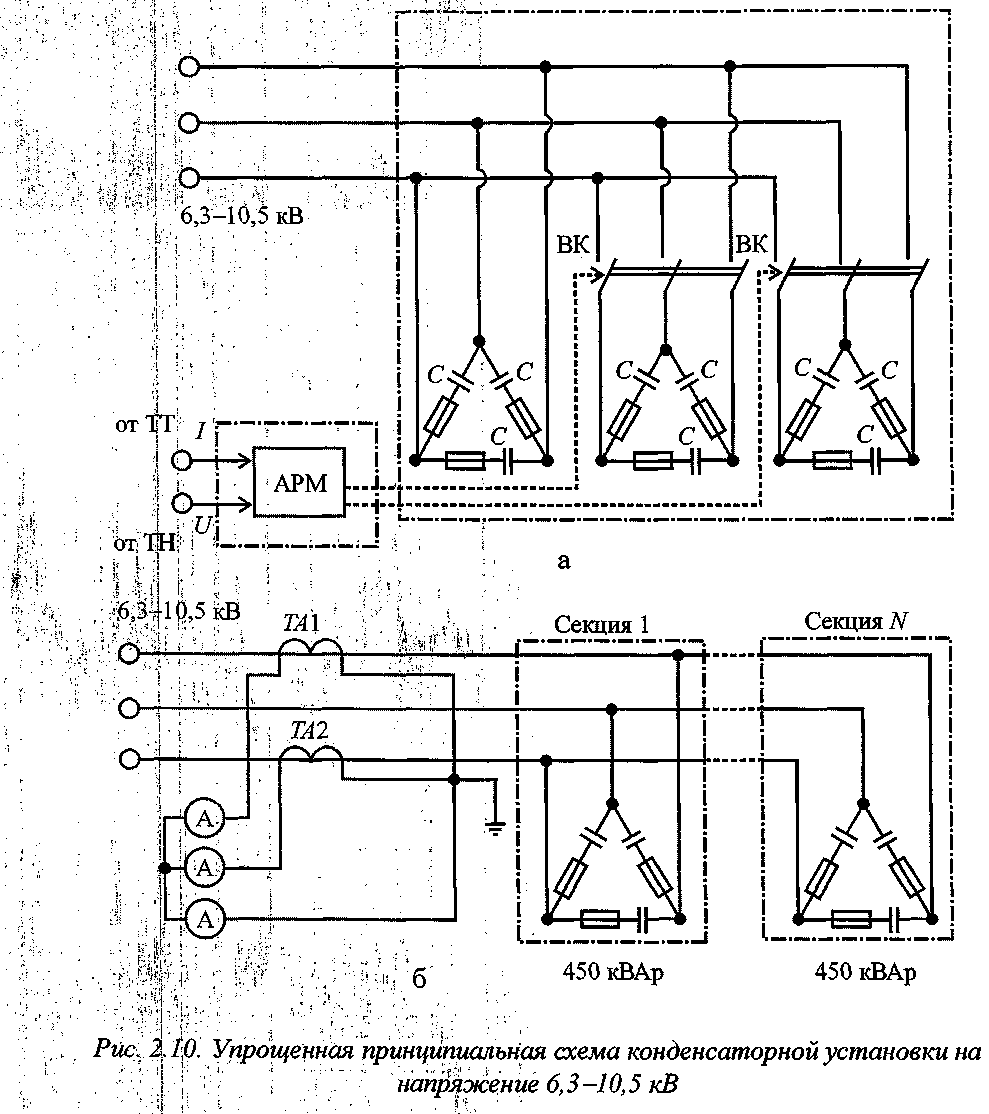 6,3–10,5 кВ
ВК
ВК
С
С
С
С
С
С
С
С
С
от ТТ
I
АРМ
U
от ТН
а
6,3–10,5 кВ
ТА1
Секция 1
Секция N
ТА2
А
А
А
450 кВАр
450 кВАр
б
Рис. 2.10. Упрощенная принципиальная схема конденсаторной установки на
напряжение 6,3–10,5 кВ